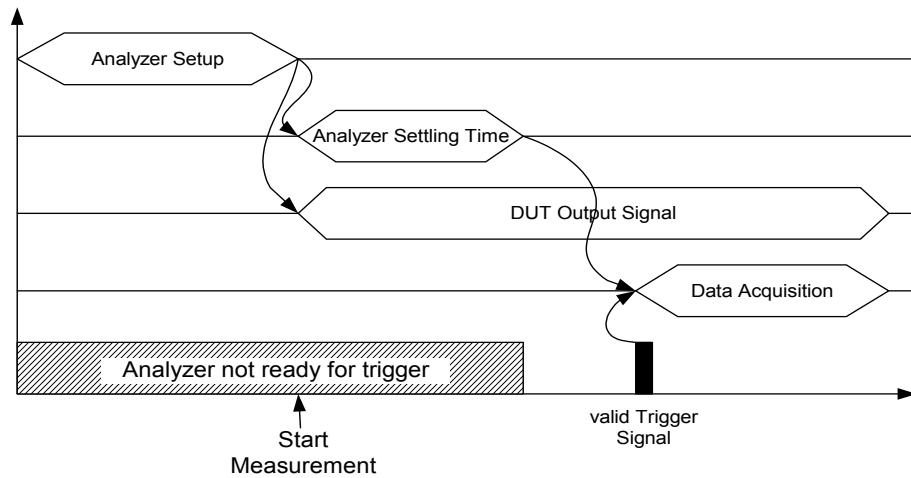 Analyzer Setup
Analyzer Settling Time
DUT Output Signal
Data Acquisition
Analyzer not ready for trigger
valid Trigger
Signal
Start
Measurement